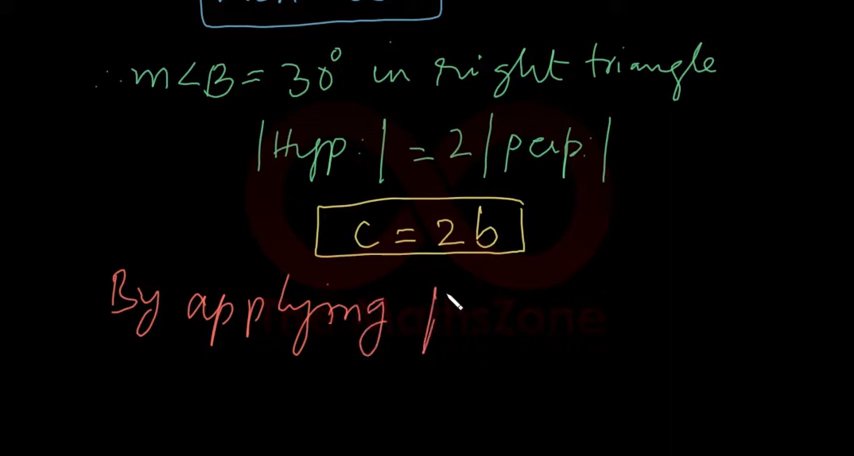 ∴ m∠B = 30° in right triangle
|Hyp:| = 2|perp:|
c = 2b
By applying